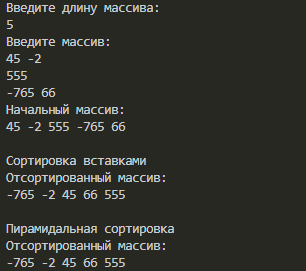 Введите длину массива:
5
Введите массив:
45 -2
555
-765 66
Начальный массив:
45 -2 555 -765 66
Сортировка вставками
Отсортированный массив:
-765 -2 45 66 555
Пирамидальная сортировка
Отсортированный массив:
-765 -2 45 66 555